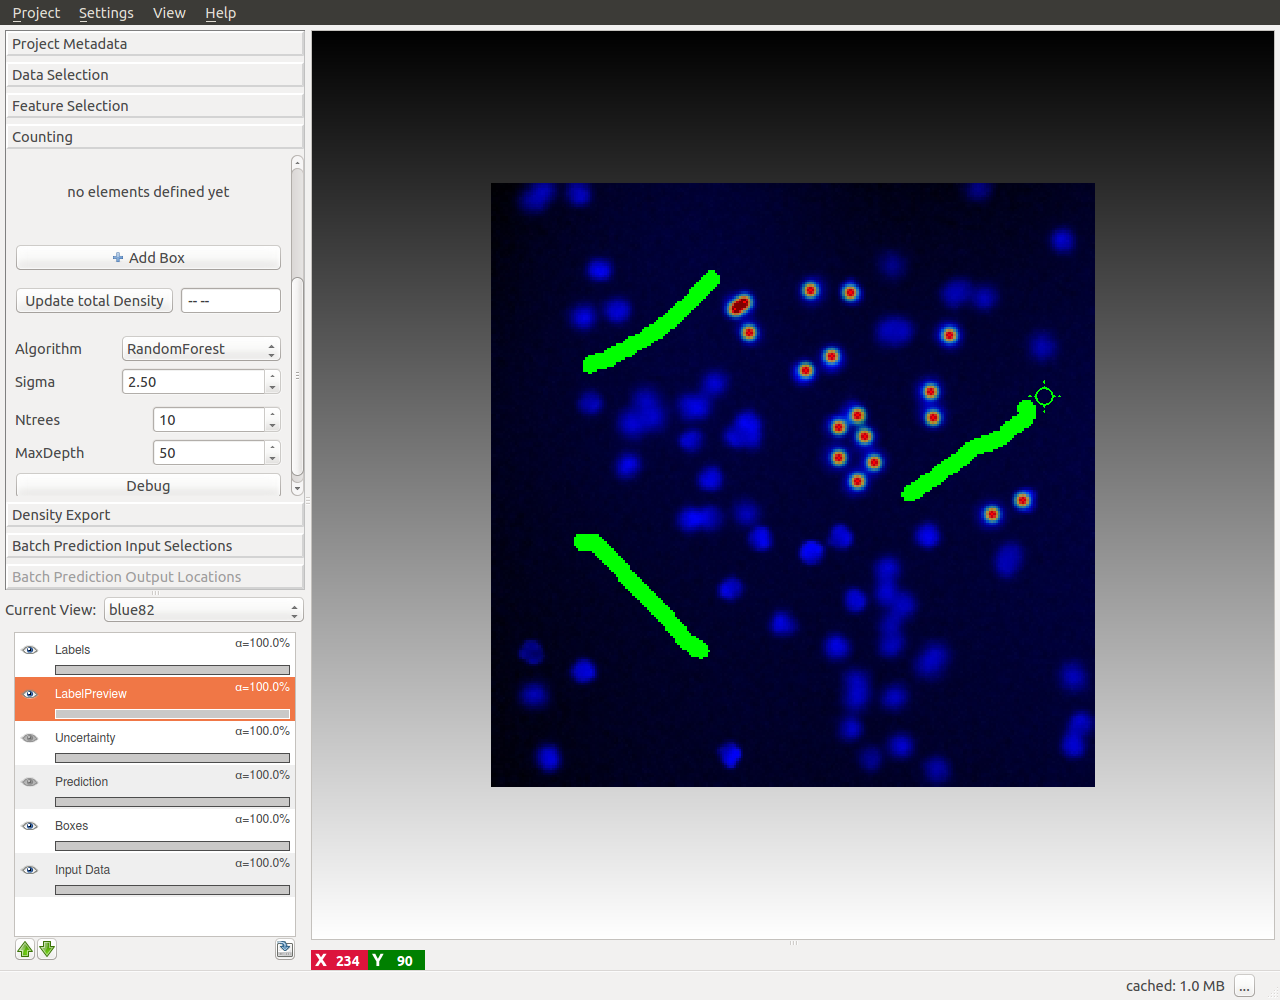 Project Settings View Help
Project Metadata
Data Selection
Feature Selection
Counting
no elements defined yet
Add Box
Update total Density -- --
Algorithm RandomForest
Sigma 2.50
Ntrees 10
MaxDepth 50
Debug
Density Export
Batch Prediction Input Selections
Batch Prediction Output Locations
Current View: blue82
Labels α=100.0%
LabelPreview α=100.0%
Uncertainty α=100.0%
Prediction α=100.0%
Boxes α=100.0%
Input Data α=100.0%
X 234 Y 90
cached: 1.0 MB ...